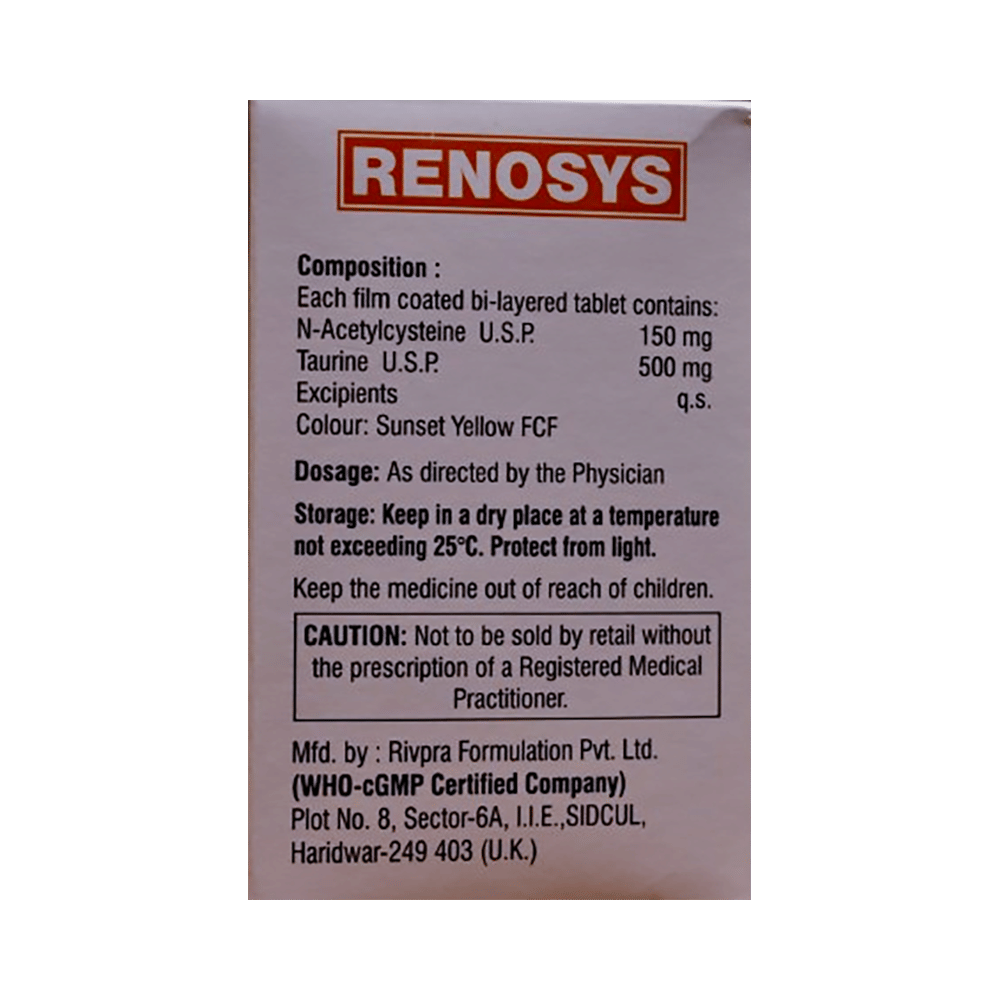 RENOSYS
Composition :
Each film coated bi-layered tablet contains:
N-Acetylcysteine U.S.P. 150 mg
Taurine U.S.P. 500 mg
Excipients q.s.
Colour: Sunset Yellow FCF
Dosage: As directed by the Physician
Storage: Keep in a dry place at a temperature
not exceeding 25°C. Protect from light.
Keep the medicine out of reach of children.
CAUTION: Not to be sold by retail without
the prescription of a Registered Medical
Practitioner.
Mfd. by : Rivpra Formulation Pvt. Ltd.
(WHO-cGMP Certified Company)
Plot No. 8, Sector-6A, I.I.E.,SIDCUL,
Haridwar-249 403 (U.K.)